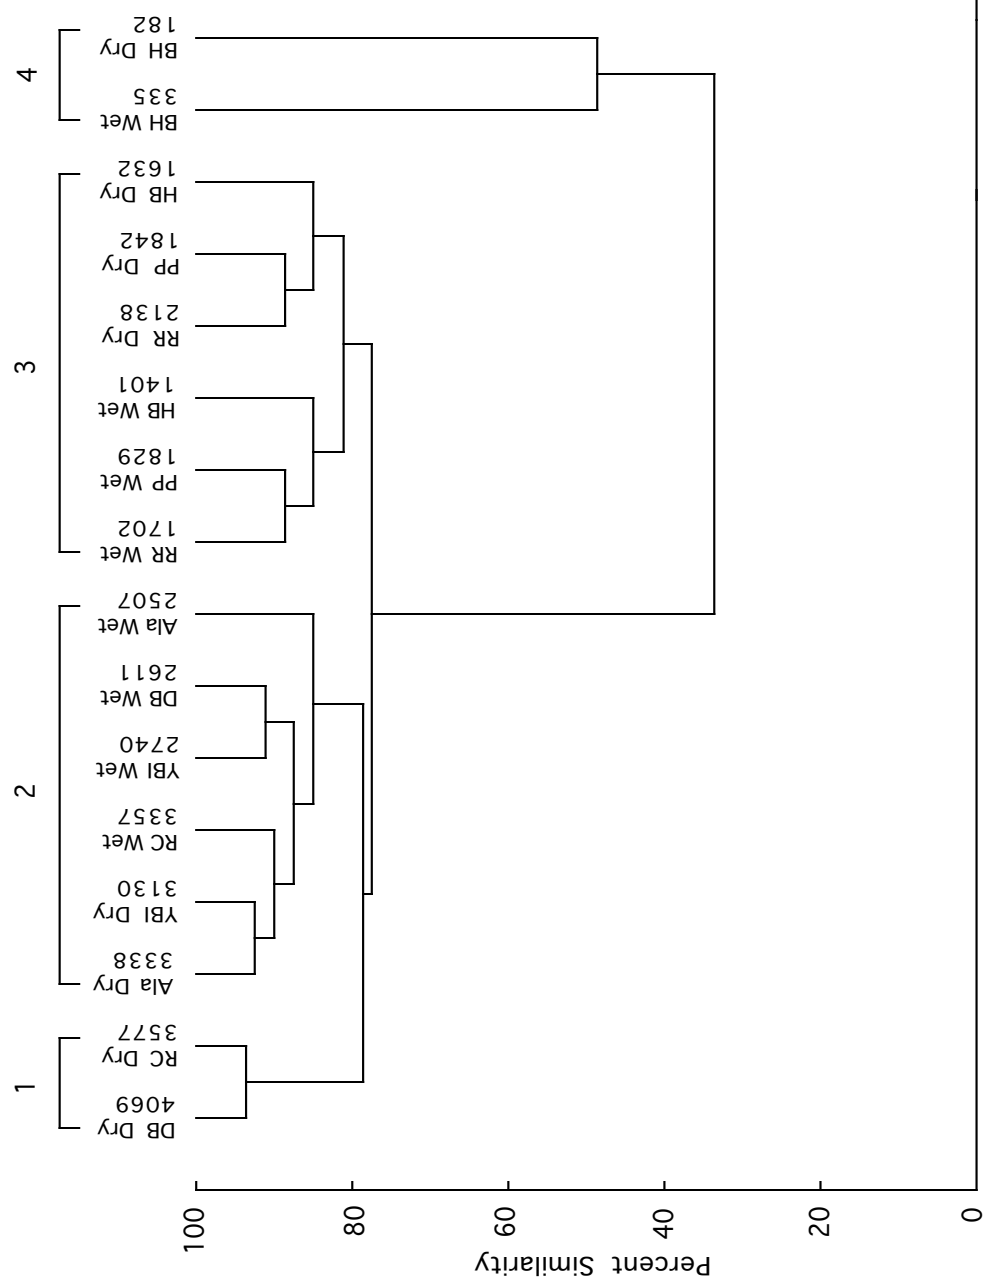 4
182
BH Dry
335
BH Wet
3
1632
HB Dry
1842
PP Dry
2138
RR Dry
1401
HB Wet
1829
PP Wet
1702
RR Wet
2
2507
Ala Wet
2611
DB Wet
2740
YBI Wet
3357
RC Wet
3130
YBI Dry
3338
Ala Dry
1
3577
RC Dry
4069
DB Dry
100
80
60
40
20
0
Percent Similarity